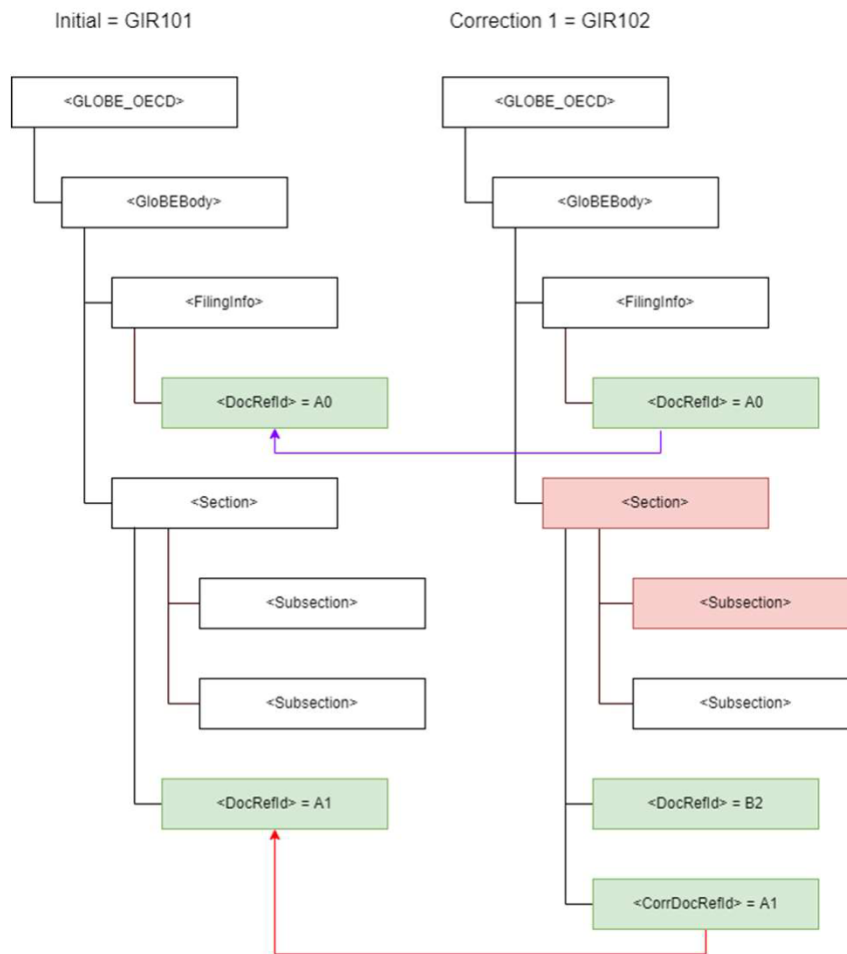 Initial = GIR101
<GLOBE_OECD>
<GloBEBody>
<FilingInfo>
<DocRefId> = A0
<Section>
<Subsection>
<Subsection>
<DocRefId> = A1
Correction 1 = GIR102
<GLOBE_OECD>
<GloBEBody>
<FilingInfo>
<DocRefId> = A0
<Section>
<Subsection>
<Subsection>
<DocRefId> = B2
<CorrDocRefId> = A1